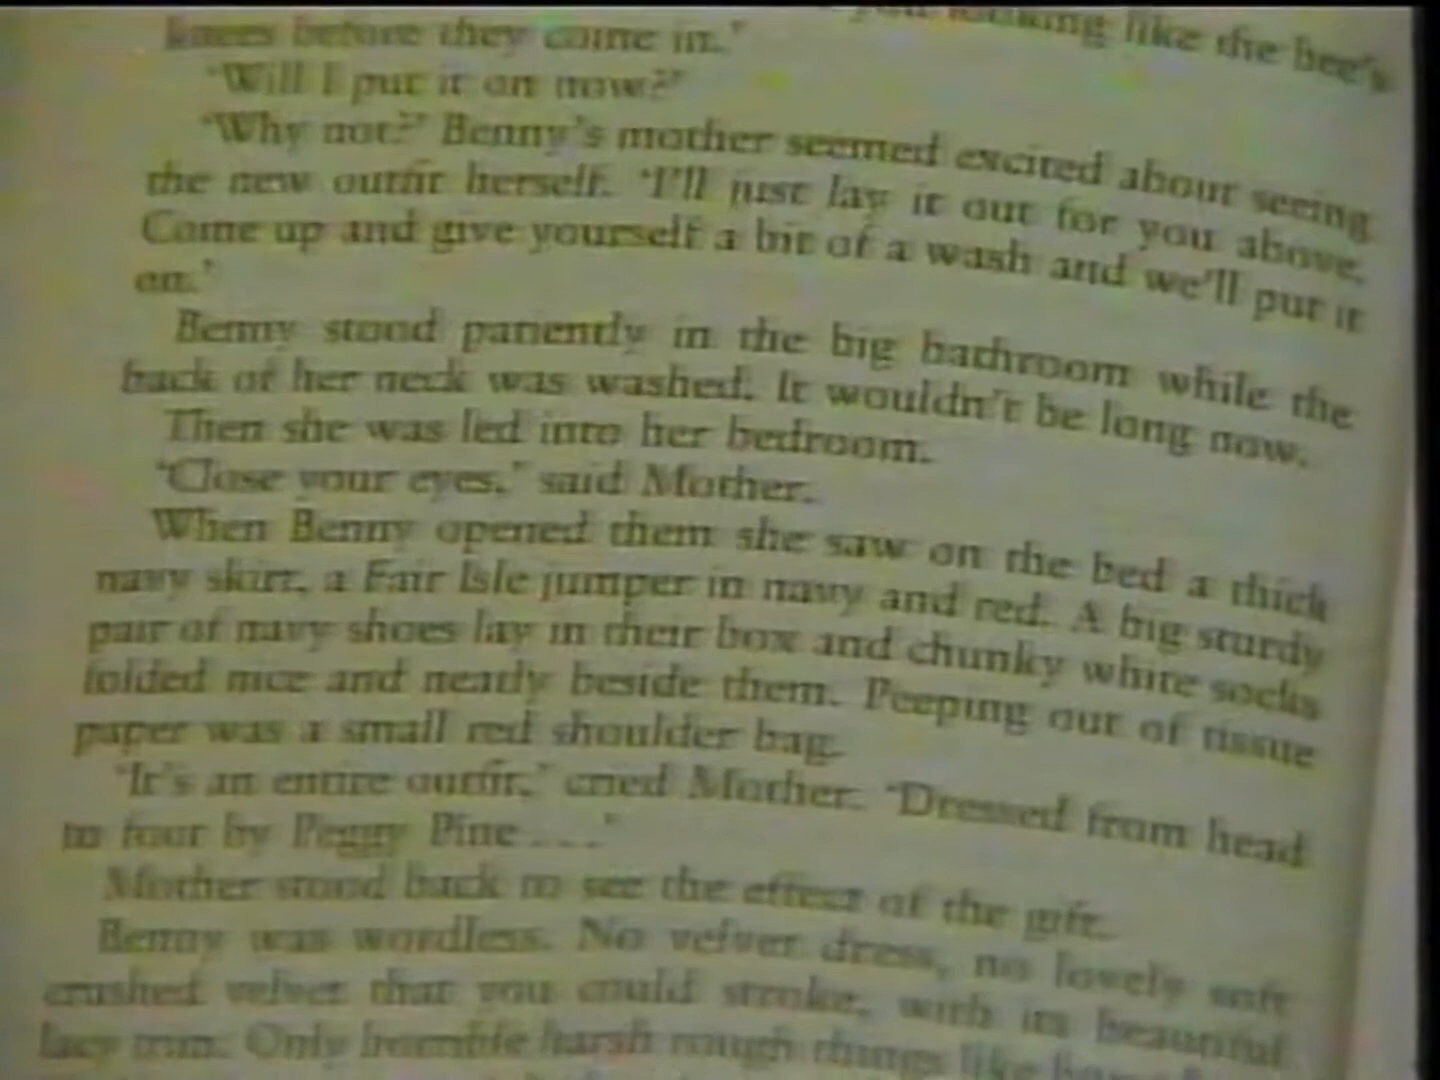 looking like the bee's
knees before they come in.'
'Will I put it on now?'
'Why not?' Benny's mother seemed excited about seeing
the new outfit herself. 'I'll just lay it out for you above.
Come up and give yourself a bit of a wash and we'll put it
on.'
Benny stood patiently in the big bathroom while the
back of her neck was washed. It wouldn't be long now.
Then she was led into her bedroom.
'Close your eyes,' said Mother.
When Benny opened them she saw on the bed a thick
navy skirt, a Fair Isle jumper in navy and red. A big sturdy
pair of navy shoes lay in their box and chunky white socks
folded nice and neatly beside them. Peeping out of tissue
paper was a small red shoulder bag.
'It's an entire outfit,' cried Mother. 'Dressed from head
to foot by Peggy Pine . . . .'
Mother stood back to see the effect of the gift.
Benny was wordless. No velvet dress, no lovely soft
crushed velvet that you could stroke, with its beautiful
lacy trim. Only horrible harsh rough things like